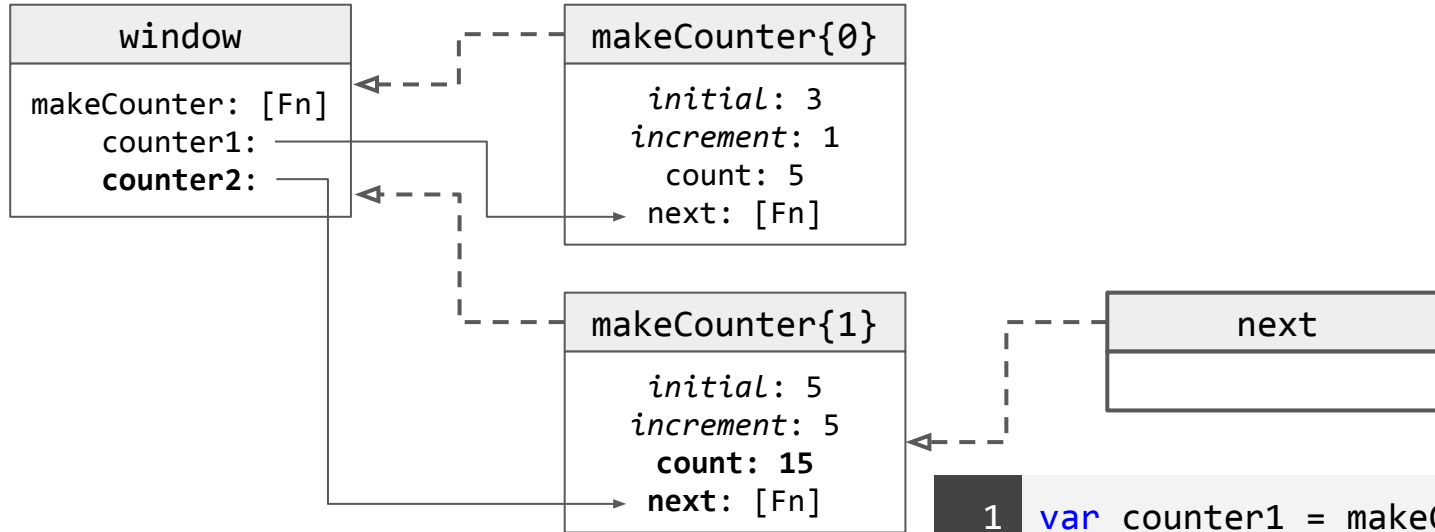 window
makeCounter: [Fn]
counter1:
counter2:
makeCounter{0}
initial: 3
increment: 1
count: 5
next: [Fn]
makeCounter{1}
initial: 5
increment: 5
count: 15
next: [Fn]
next
1 var counter1 =